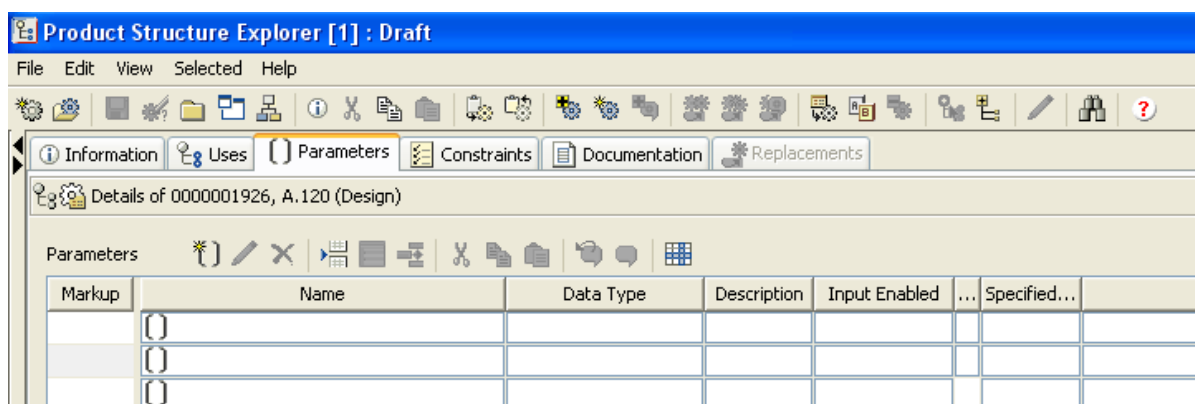 Product Structure Explorer [1] : Draft
File Edit View Selected Help
Information Uses Parameters Constraints Documentation Replacements
Details of 0000001926, A.120 (Design)
Parameters
Markup Name Data Type Description Input Enabled ... Specified...